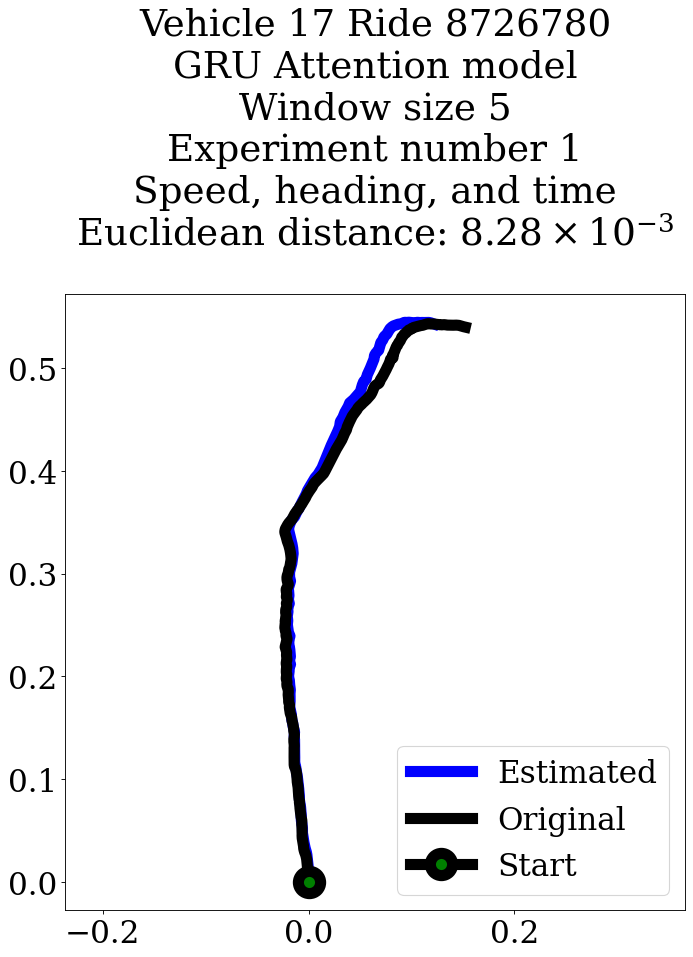 Vehicle 17 Ride 8726780
GRU Attention model
Window size 5
Experiment number 1
Speed, heading, and time
Euclidean distance: 8.28 × 10⁻³
0.5
0.4
0.3
0.2
0.1
0.0
−0.2
0.0
0.2
Estimated
Original
Start